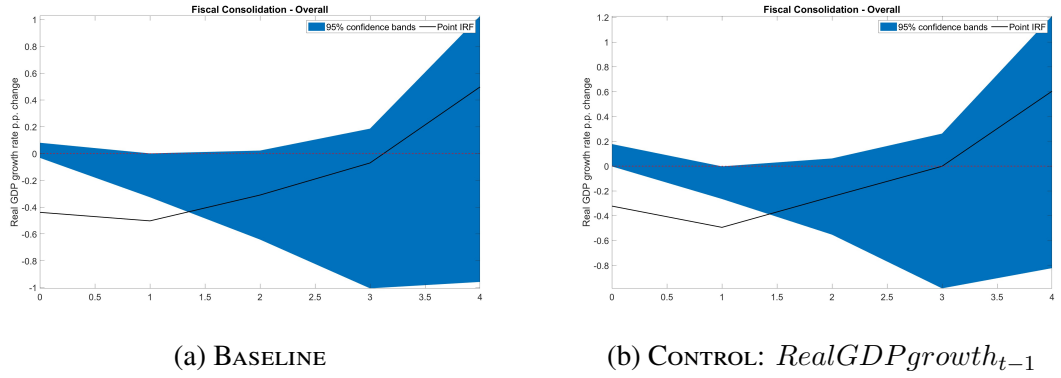 Fiscal Consolidation - Overall
95% confidence bands Point IRF
Real GDP growth rate p.p. change
1
0.8
0.6
0.4
0.2
0
-0.2
-0.4
-0.6
-0.8
-1
0 0.5 1 1.5 2 2.5 3 3.5 4
(a) BASELINE
Fiscal Consolidation - Overall
95% confidence bands Point IRF
Real GDP growth rate p.p. change
1.2
1
0.8
0.6
0.4
0.2
0
-0.2
-0.4
-0.6
-0.8
0 0.5 1 1.5 2 2.5 3 3.5 4
(b) CONTROL: RealGDPgrowth_{t−1}